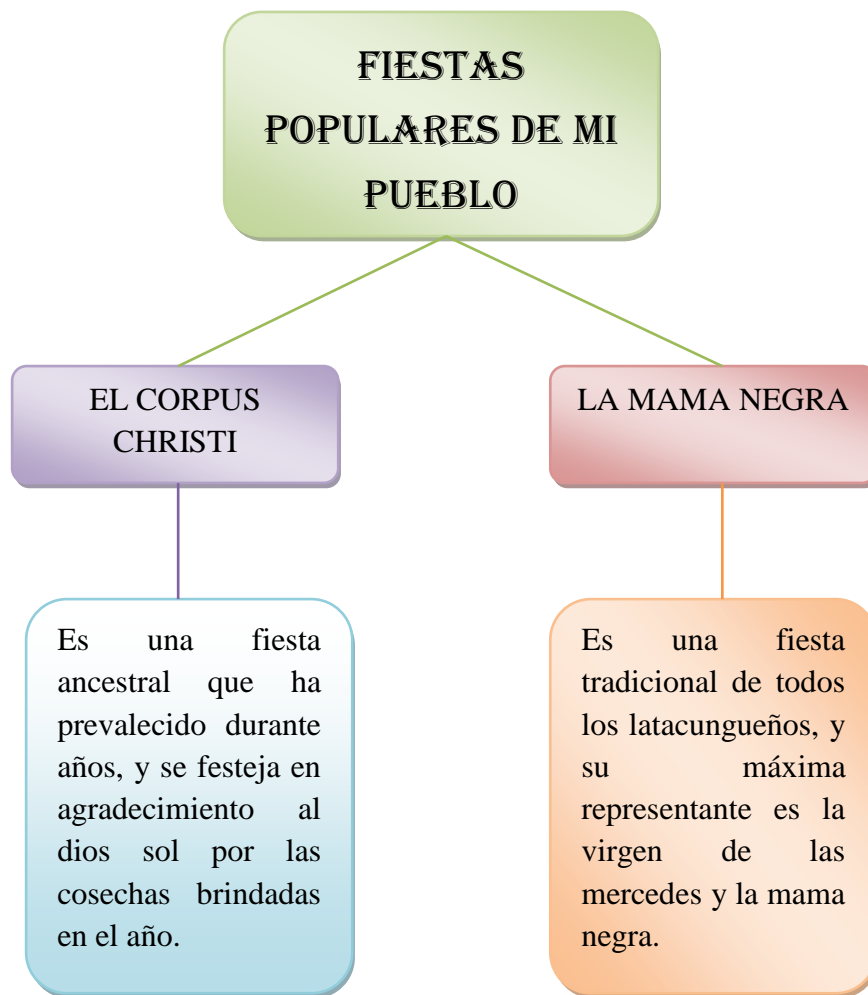 FIESTAS
POPULARES DE MI
PUEBLO
EL CORPUS
CHRISTI
LA MAMA NEGRA
Es una fiesta
ancestral que ha
prevalecido durante
años, y se festeja en
agradecimiento al
dios sol por las
cosechas brindadas
en el año.
Es una fiesta
tradicional de todos
los latacungueños, y
su máxima
representante es la
virgen de las
mercedes y la mama
negra.